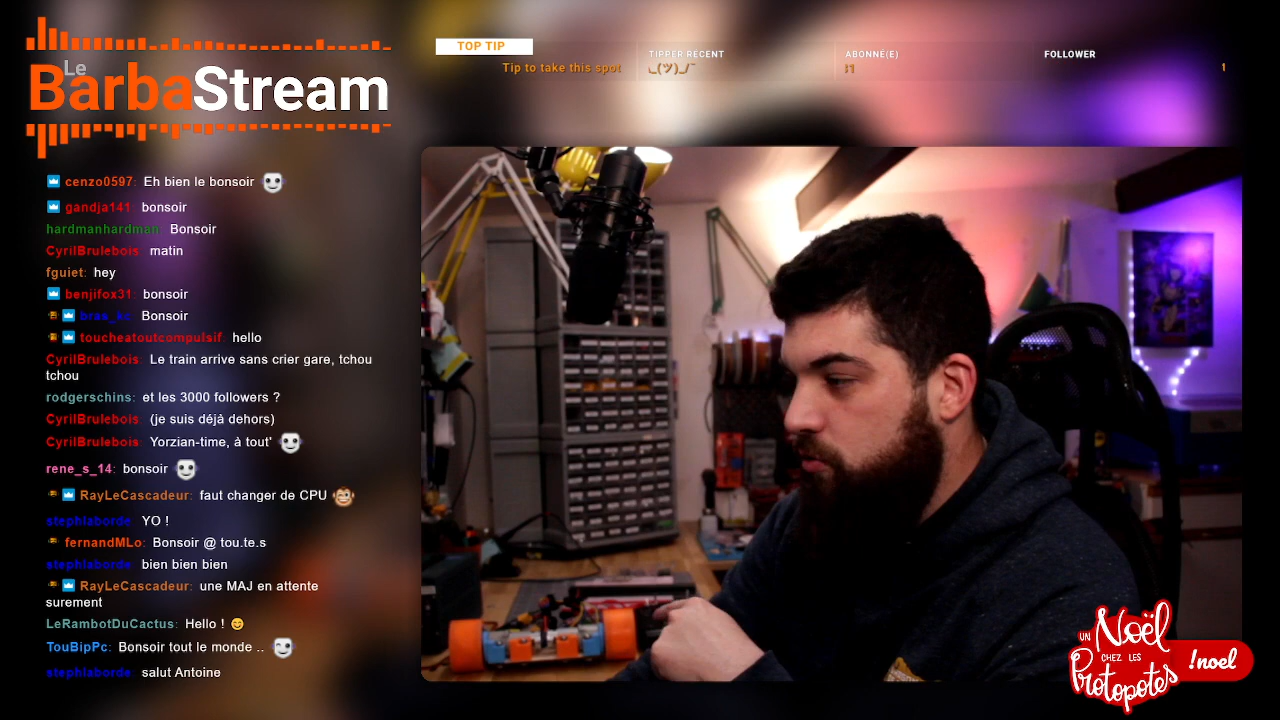 Le
BarbaStream
TOP TIP
Tip to take this spot
TIPPER RÉCENT
¯\_(ツ)_/¯
ABONNÉ(E)
FOLLOWER
1
cenzo0597: Eh bien le bonsoir
gandja141: bonsoir
hardmanhardman: Bonsoir
CyrilBrulebois: matin
fguiet: hey
benjifox31: bonsoir
Bonsoir
toucheatoutcompulsif: hello
CyrilBrulebois: Le train arrive sans crier gare, tchou
tchou
rodgerschins: et les 3000 followers ?
CyrilBrulebois: (je suis déjà dehors)
CyrilBrulebois: Yorzian-time, à tout'
rene_s_14: bonsoir
RayLeCascadeur: faut changer de CPU
stephlaborde: YO !
fernandMLo: Bonsoir @ tou.te.s
stephlaborde: bien bien bien
RayLeCascadeur: une MAJ en attente
surement
LeRambotDuCactus: Hello ! 😊
TouBipPc: Bonsoir tout le monde ..
stephlaborde: salut Antoine
UN Noël
CHEZ LES
Protopotes
!noel